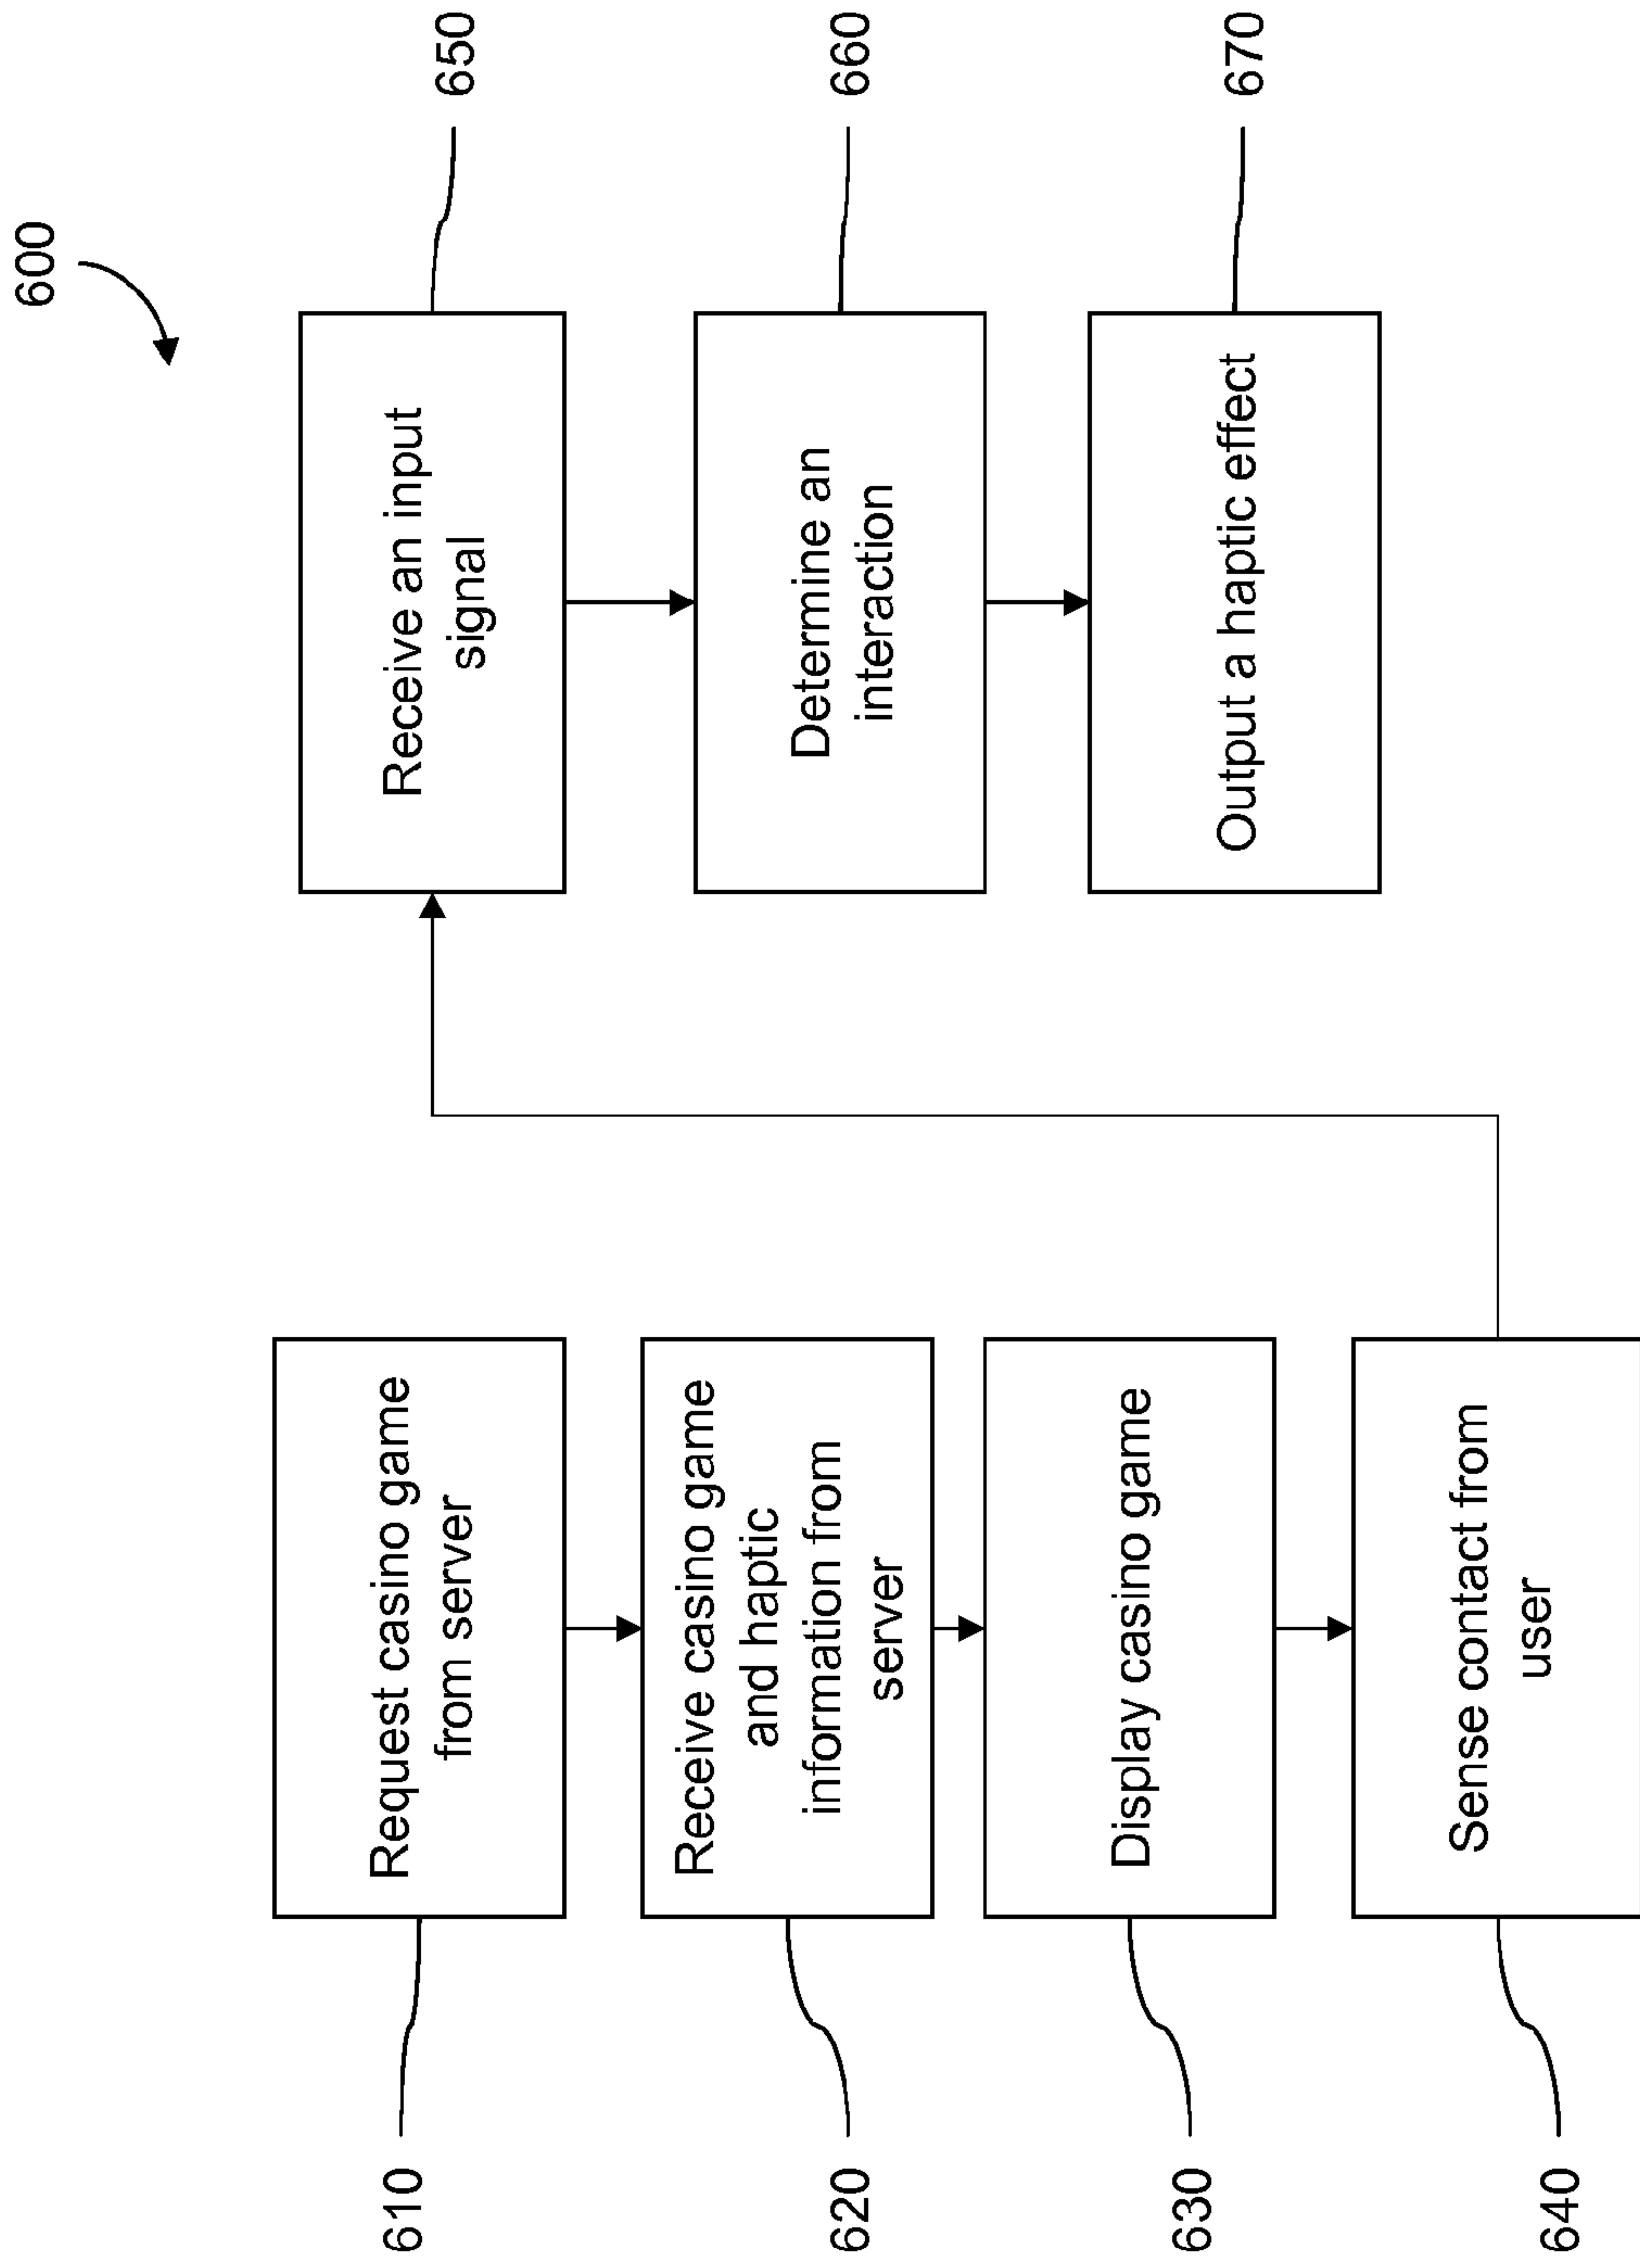 600
610
Request casino game
from server
620
Receive casino game
and haptic
information from
server
630
Display casino game
640
Sense contact from
user
650
Receive an input
signal
660
Determine an
interaction
670
Output a haptic effect